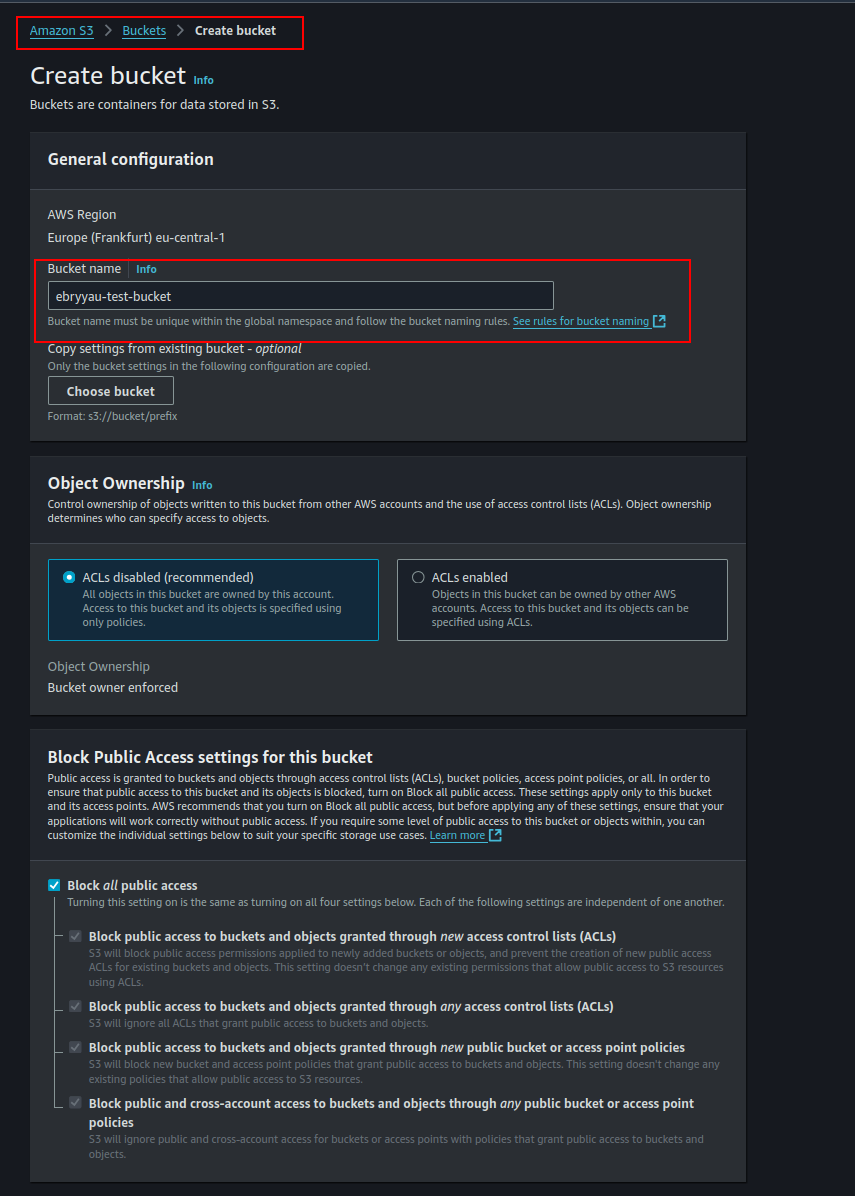 Amazon S3 > Buckets > Create bucket
Create bucket Info
Buckets are containers for data stored in S3.
General configuration
AWS Region
Europe (Frankfurt) eu-central-1
Bucket name Info
ebryyau-test-bucket
Bucket name must be unique within the global namespace and follow the bucket naming rules. See rules for bucket naming
Copy settings from existing bucket - optional
Only the bucket settings in the following configuration are copied.
Choose bucket
Format: s3://bucket/prefix
Object Ownership Info
Control ownership of objects written to this bucket from other AWS accounts and the use of access control lists (ACLs). Object ownership
determines who can specify access to objects.
ACLs disabled (recommended)
All objects in this bucket are owned by this account.
Access to this bucket and its objects is specified using
only policies.
ACLs enabled
Objects in this bucket can be owned by other AWS
accounts. Access to this bucket and its objects can be
specified using ACLs.
Object Ownership
Bucket owner enforced
Block Public Access settings for this bucket
Public access is granted to buckets and objects through access control lists (ACLs), bucket policies, access point policies, or all. In order to
ensure that public access to this bucket and its objects is blocked, turn on Block all public access. These settings apply only to this bucket
and its access points. AWS recommends that you turn on Block all public access, but before applying any of these settings, ensure that your
applications will work correctly without public access. If you require some level of public access to this bucket or objects within, you can
customize the individual settings below to suit your specific storage use cases. Learn more
Block all public access
Turning this setting on is the same as turning on all four settings below. Each of the following settings are independent of one another.
Block public access to buckets and objects granted through new access control lists (ACLs)
S3 will block public access permissions applied to newly added buckets or objects, and prevent the creation of new public access
ACLs for existing buckets and objects. This setting doesn't change any existing permissions that allow public access to S3 resources
using ACLs.
Block public access to buckets and objects granted through any access control lists (ACLs)
S3 will ignore all ACLs that grant public access to buckets and objects.
Block public access to buckets and objects granted through new public bucket or access point policies
S3 will block new bucket and access point policies that grant public access to buckets and objects. This setting doesn't change any
existing policies that allow public access to S3 resources.
Block public and cross-account access to buckets and objects through any public bucket or access point
policies
S3 will ignore public and cross-account access for buckets or access points with policies that grant public access to buckets and
objects.